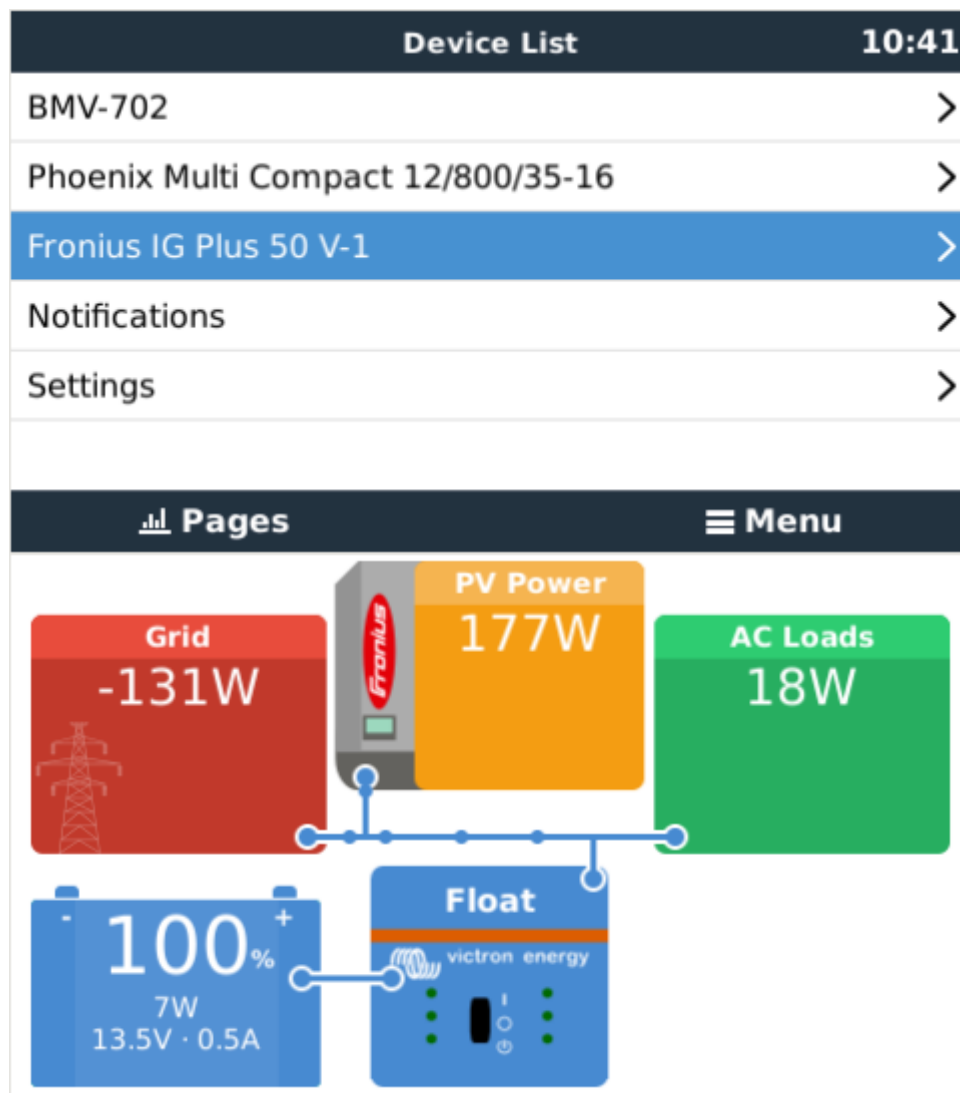 Device List 10:41
BMV-702
Phoenix Multi Compact 12/800/35-16
Fronius IG Plus 50 V-1
Notifications
Settings
Pages Menu
PV Power
177W
Fronius
Grid
-131W
AC Loads
18W
- +
100%
7W
13.5V · 0.5A
Float
victron energy
I